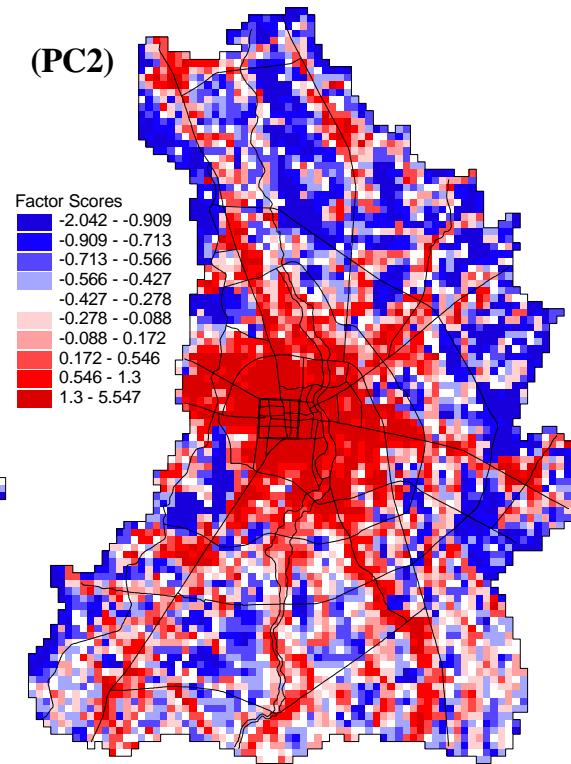 (PC2)
Factor Scores
-2.042 - -0.909
-0.909 - -0.713
-0.713 - -0.566
-0.566 - -0.427
-0.427 - -0.278
-0.278 - -0.088
-0.088 - 0.172
0.172 - 0.546
0.546 - 1.3
1.3 - 5.547